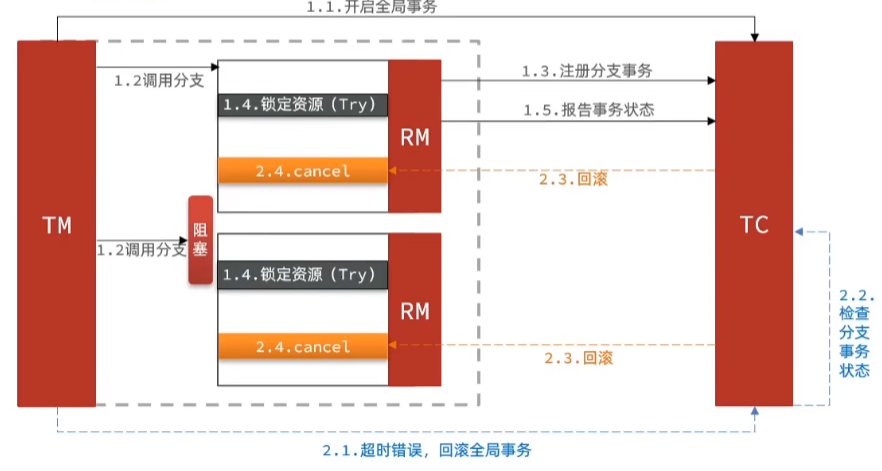 1.1.开启全局事务
TM
1.2调用分支
1.4.锁定资源（Try）
2.4.cancel
RM
1.3.注册分支事务
1.5.报告事务状态
2.3.回滚
TC
1.2调用分支
阻
塞
1.4.锁定资源（Try）
2.4.cancel
RM
2.3.回滚
2.2.
检查
分支
事务
状态
2.1.超时错误，回滚全局事务